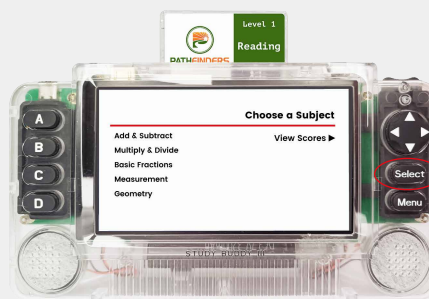 Level 1
Reading
PATHFINDERS
Choose a Subject
Add & Subtract
Multiply & Divide
Basic Fractions
Measurement
Geometry
View Scores ▶
A
B
C
D
Select
Menu
STUDY BUDDY III